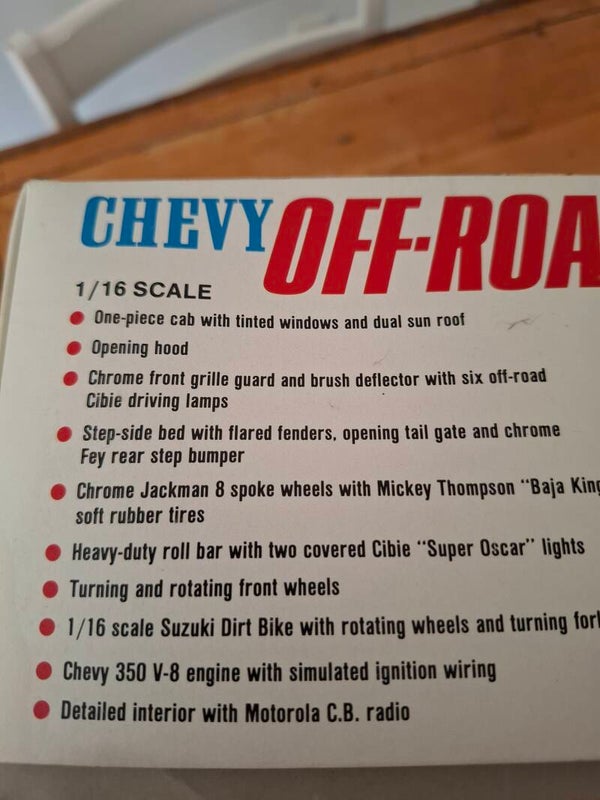 CHEVY OFF-ROA
1/16 SCALE
One-piece cab with tinted windows and dual sun roof
Opening hood
Chrome front grille guard and brush deflector with six off-road
Cibie driving lamps
Step-side bed with flared fenders, opening tail gate and chrome
Fey rear step bumper
Chrome Jackman 8 spoke wheels with Mickey Thompson “Baja King
soft rubber tires
Heavy-duty roll bar with two covered Cibie “Super Oscar” lights
Turning and rotating front wheels
1/16 scale Suzuki Dirt Bike with rotating wheels and turning for
Chevy 350 V-8 engine with simulated ignition wiring
Detailed interior with Motorola C.B. radio